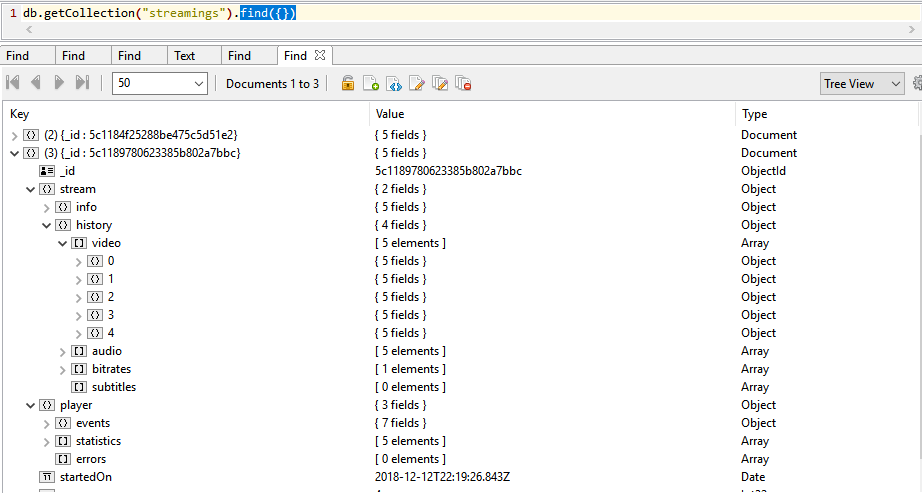 1 db.getCollection("streamings").find({})
Find Find Find Text Find Find
50 Documents 1 to 3 Tree View
Key Value Type
(2) {_id : 5c1184f25288be475c5d51e2} { 5 fields } Document
(3) {_id : 5c1189780623385b802a7bbc} { 5 fields } Document
_id 5c1189780623385b802a7bbc ObjectId
stream { 2 fields } Object
info { 5 fields } Object
history { 4 fields } Object
video [ 5 elements ] Array
0 { 5 fields } Object
1 { 5 fields } Object
2 { 5 fields } Object
3 { 5 fields } Object
4 { 5 fields } Object
audio [ 5 elements ] Array
bitrates [ 1 elements ] Array
subtitles [ 0 elements ] Array
player { 3 fields } Object
events { 7 fields } Object
statistics [ 5 elements ] Array
errors [ 0 elements ] Array
startedOn 2018-12-12T22:19:26.843Z Date